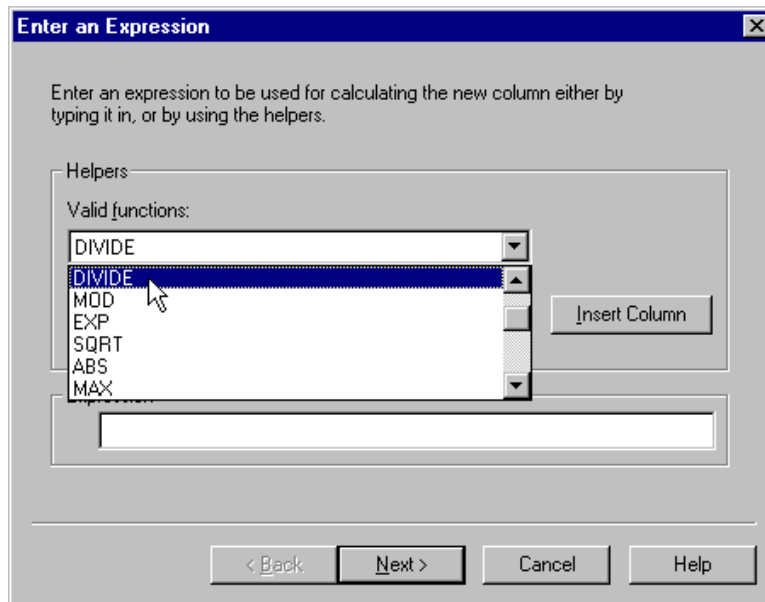 Enter an Expression
Enter an expression to be used for calculating the new column either by
typing it in, or by using the helpers.
Helpers
Valid functions:
DIVIDE
DIVIDE
MOD
EXP
SQRT
ABS
MAX
Insert Column
Expression
< Back
Next >
Cancel
Help